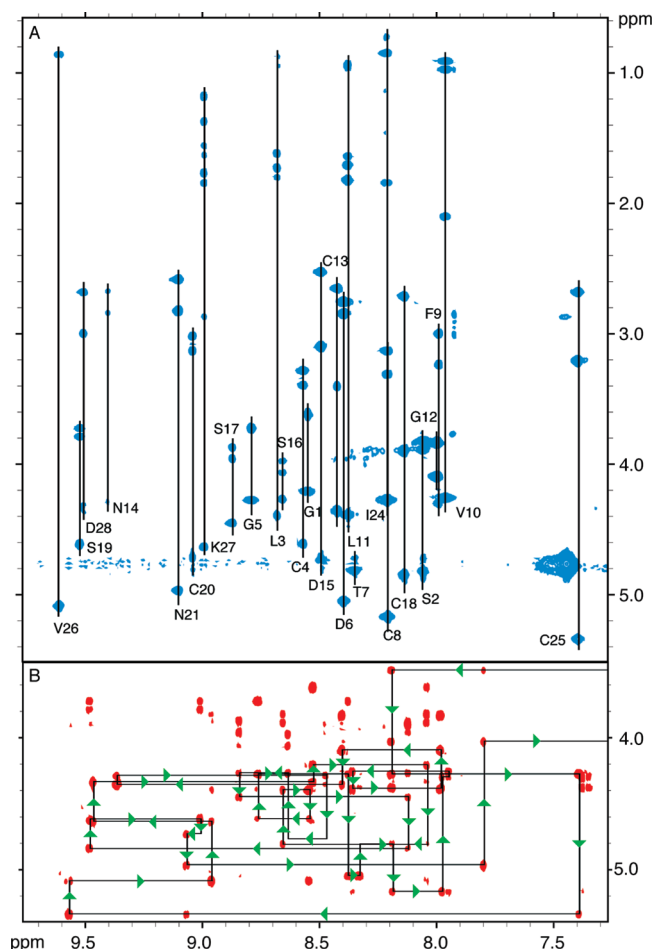 ppm
A
1.0
2.0
C13
3.0
F9
S17
S16
G12
4.0
N14
G5
G1
I24
V10
D28
L3
L11
S19
K27
C4
C20
D15
T7
C18
S2
5.0
V26
N21
D6
C8
C25
B
4.0
5.0
ppm 9.5 9.0 8.5 8.0 7.5